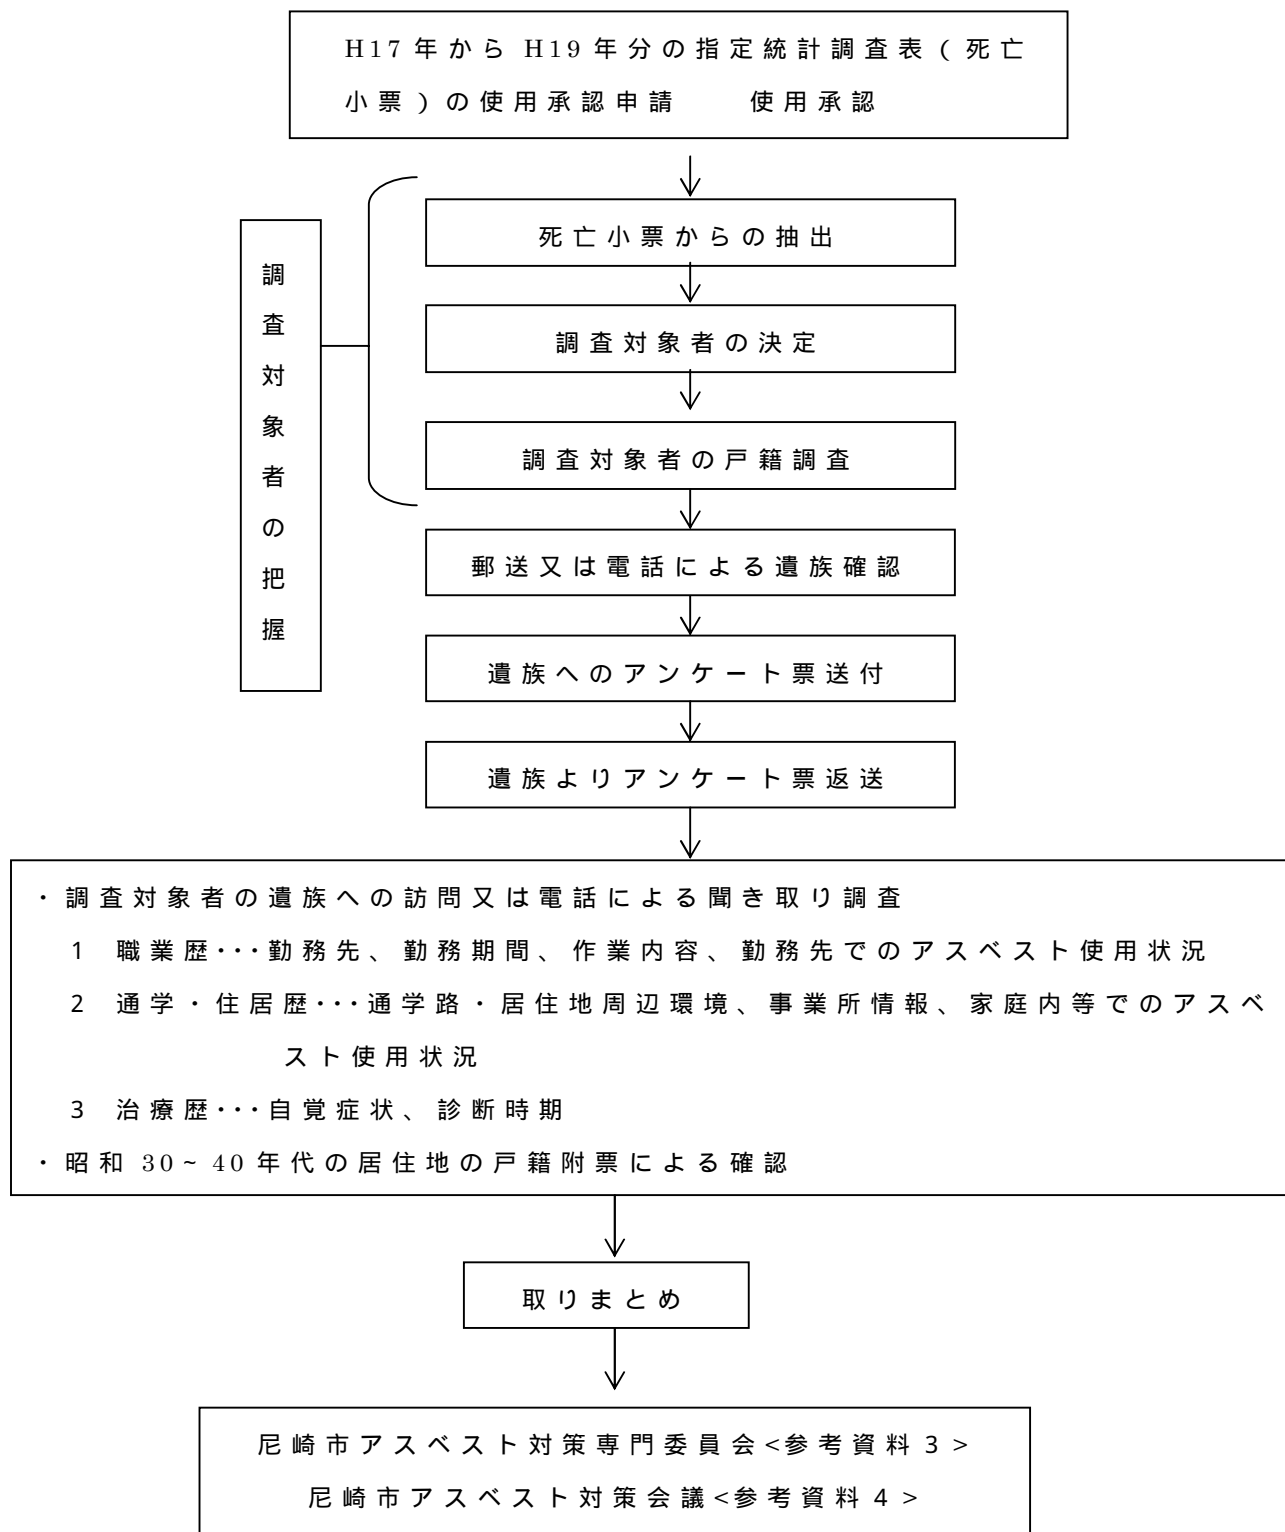 H17年からH19年分の指定統計調査表(死亡
小票)の使用承認申請　　使用承認
死亡小票からの抽出
調査対象者の決定
調査対象者の戸籍調査
調査対象者の把握
郵送又は電話による遺族確認
遺族へのアンケート票送付
遺族よりアンケート票返送
・調査対象者の遺族への訪問又は電話による聞き取り調査
1　職業歴･･･勤務先、勤務期間、作業内容、勤務先でのアスベスト使用状況
2　通学・住居歴･･･通学路・居住地周辺環境、事業所情報、家庭内等でのアスベ
スト使用状況
3　治療歴･･･自覚症状、診断時期
・昭和30~40年代の居住地の戸籍附票による確認
取りまとめ
尼崎市アスベスト対策専門委員会<参考資料3>
尼崎市アスベスト対策会議<参考資料4>